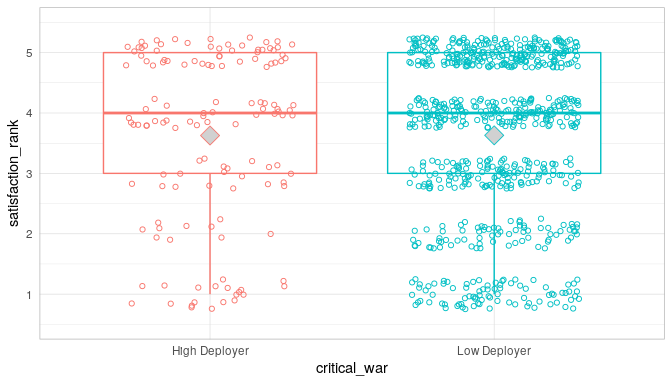 satisfaction_rank
5
4
3
2
1
High Deployer
Low Deployer
critical_war